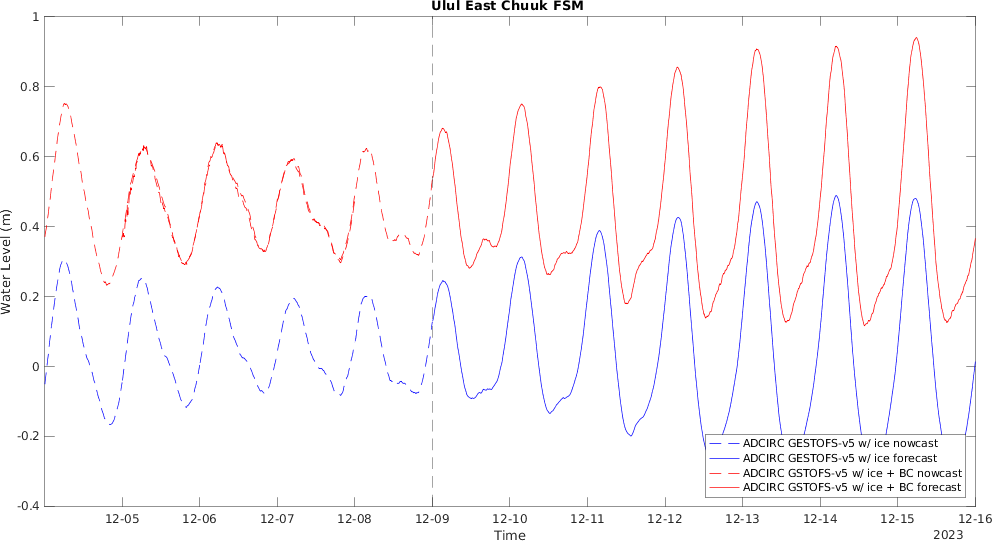 Ulul East Chuuk FSM
1
0.8
0.6
0.4
0.2
0
-0.2
-0.4
Water Level (m)
ADCIRC GESTOFS-v5 w/ ice nowcast
ADCIRC GESTOFS-v5 w/ ice forecast
ADCIRC GSTOFS-v5 w/ ice + BC nowcast
ADCIRC GSTOFS-v5 w/ ice + BC forecast
12-05 12-06 12-07 12-08 12-09 12-10 12-11 12-12 12-13 12-14 12-15 12-16
Time
2023